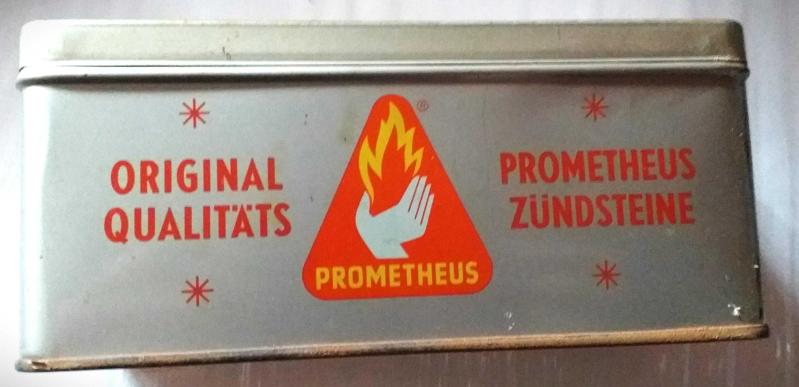 ORIGINAL
QUALITÄTS
®
PROMETHEUS
PROMETHEUS
ZÜNDSTEINE